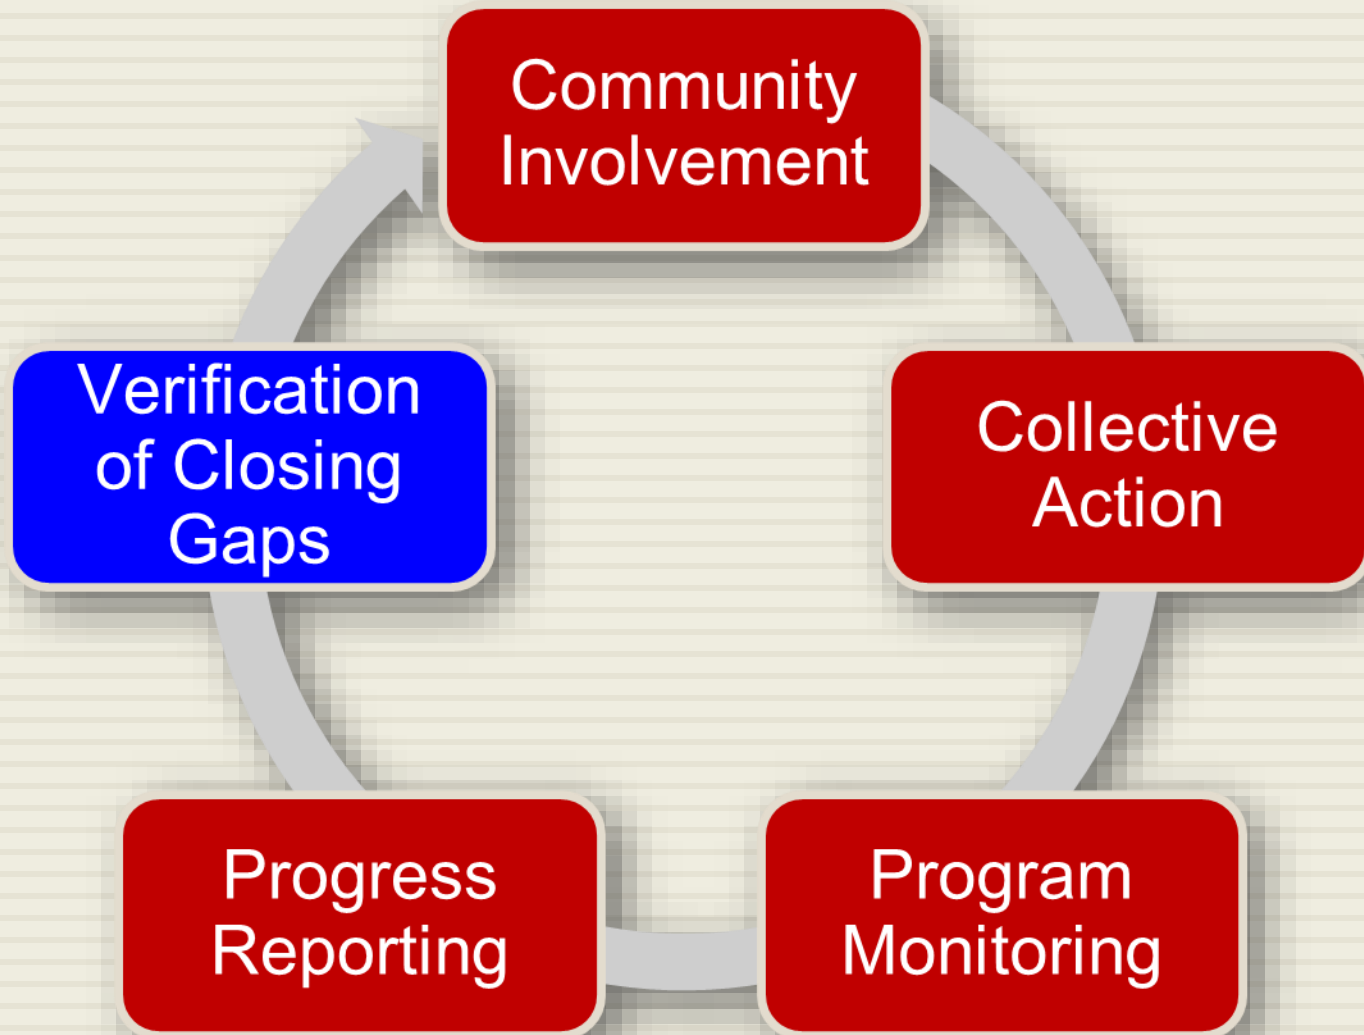 Community
Involvement
Collective
Action
Program
Monitoring
Progress
Reporting
Verification
of Closing
Gaps